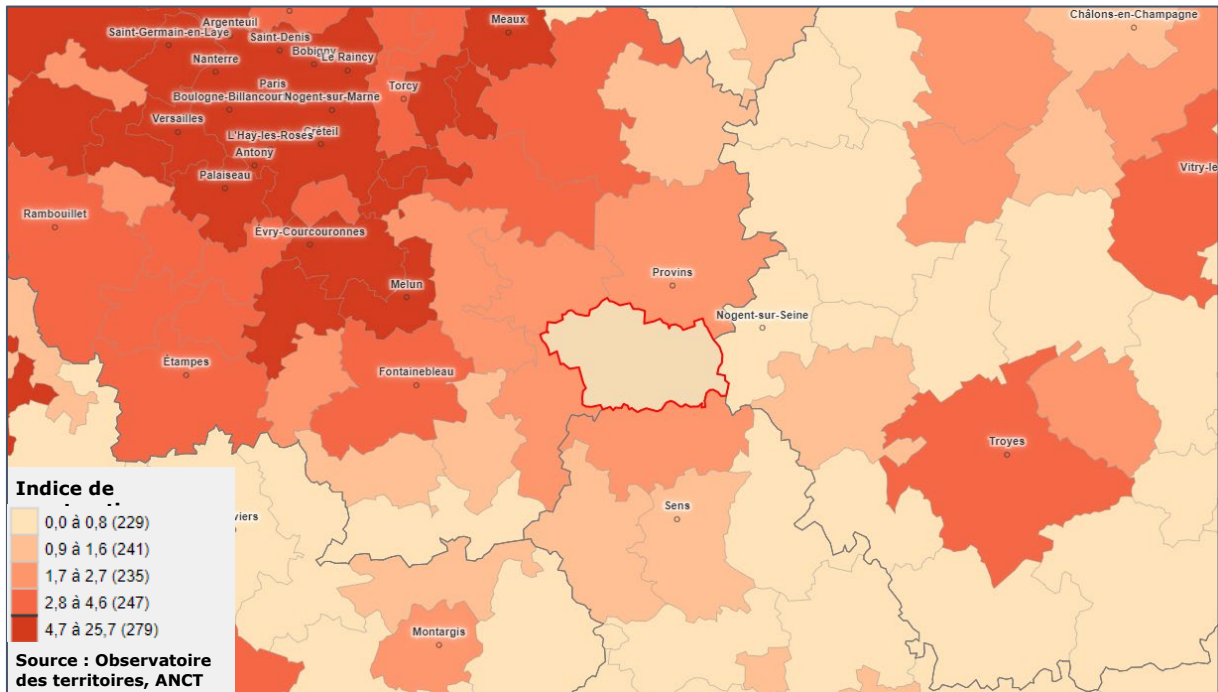 Argenteuil
Meaux
Châlons-en-Champagne
Saint-Germain-en-Laye
Saint-Denis
Bobigny
Le Raincy
Nanterre
Paris
Torcy
Boulogne-Billancourt
Nogent-sur-Marne
Versailles
L'Haÿ-les-Roses
Créteil
Antony
Palaiseau
Vitry-le
Rambouillet
Évry-Courcouronnes
Melun
Provins
Nogent-sur-Seine
Étampes
Fontainebleau
Troyes
Sens
Montargis
Indice de
viers
0,0 à 0,8 (229)
0,9 à 1,6 (241)
1,7 à 2,7 (235)
2,8 à 4,6 (247)
4,7 à 25,7 (279)
Source : Observatoire
des territoires, ANCT